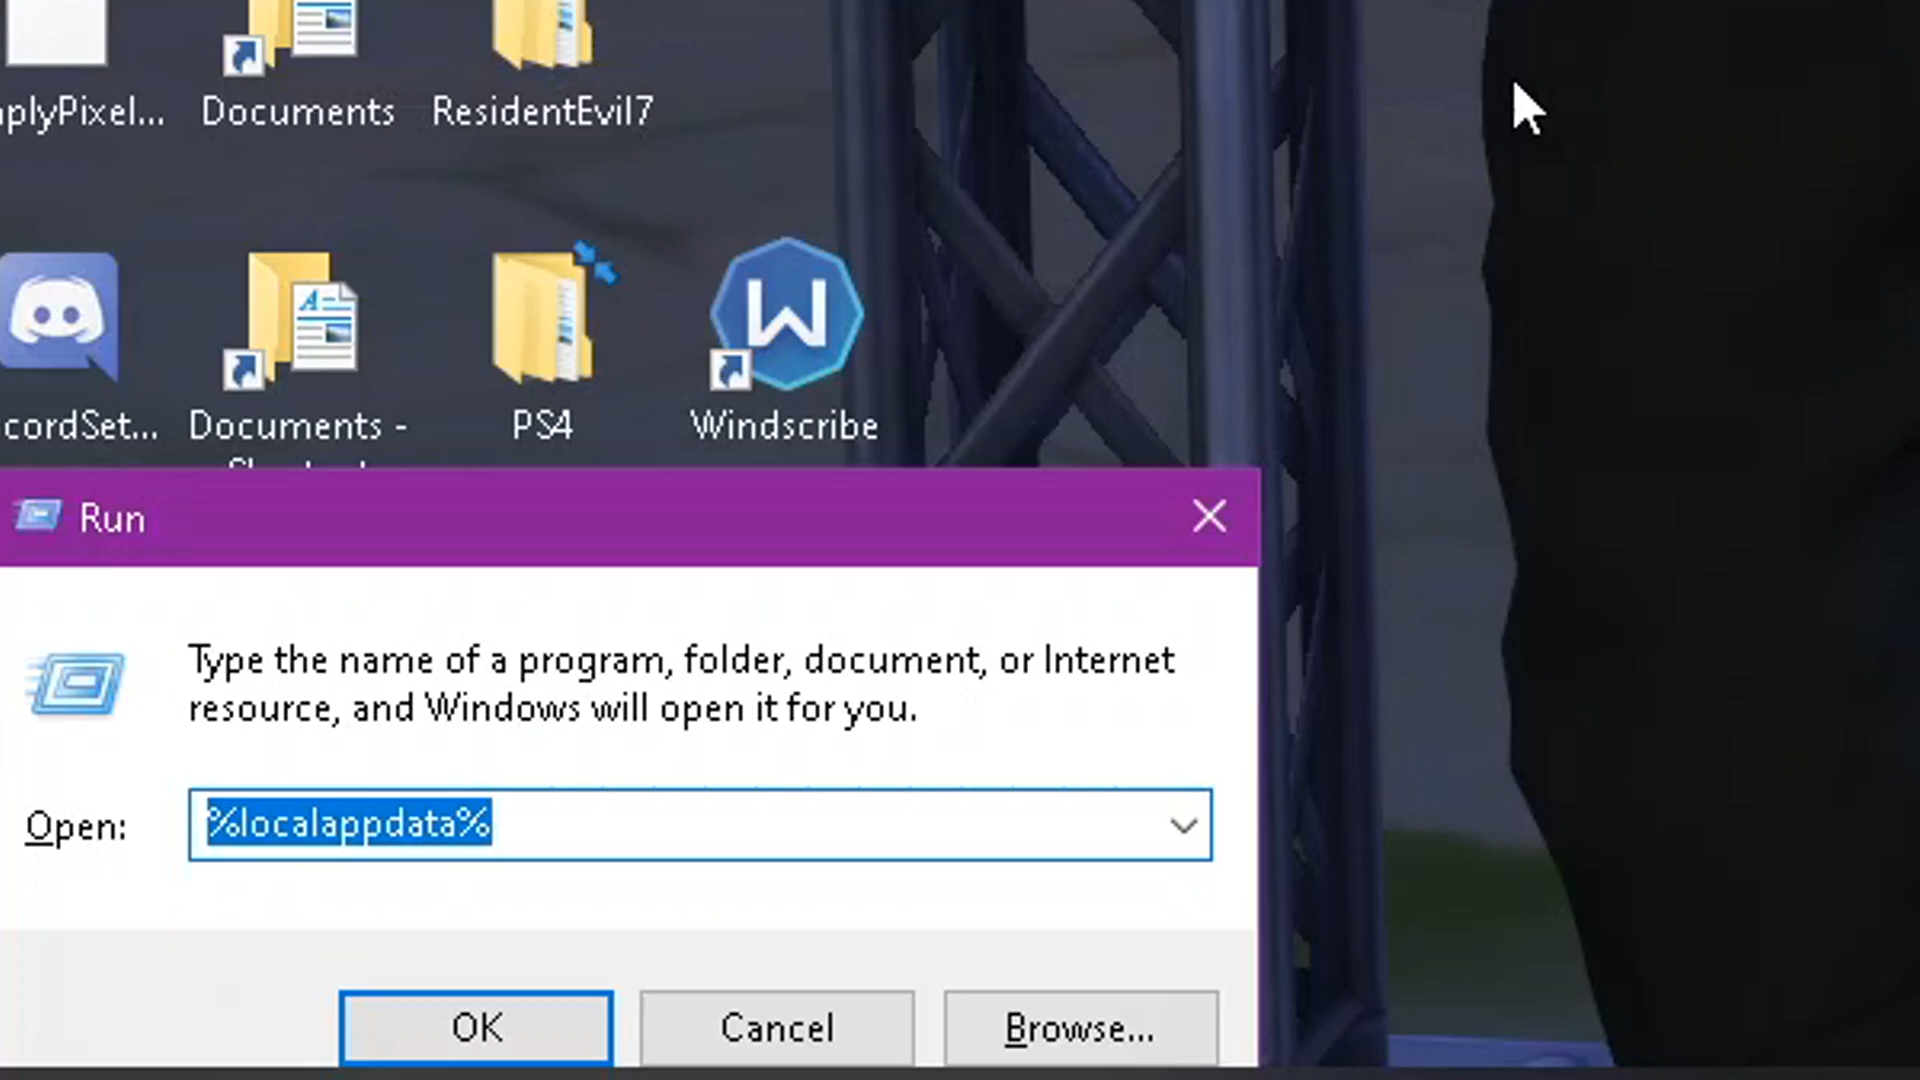 plyPixel... Documents ResidentEvil7
cordSet... Documents - PS4 Windscribe
Run
Type the name of a program, folder, document, or Internet
resource, and Windows will open it for you.
Open: %localappdata%
OK Cancel Browse...